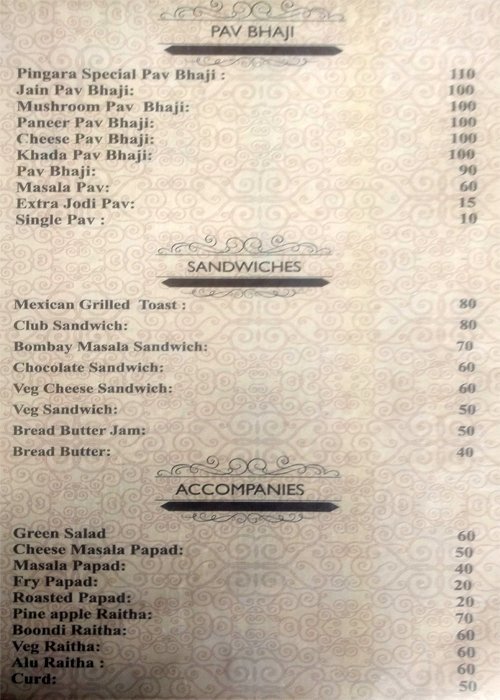 PAV BHAJI
Pingara Special Pav Bhaji : 110
Jain Pav Bhaji: 100
Mushroom Pav Bhaji: 100
Paneer Pav Bhaji: 100
Cheese Pav Bhaji: 100
Khada Pav Bhaji: 100
Pav Bhaji: 90
Masala Pav: 60
Extra Jodi Pav: 15
Single Pav : 10
SANDWICHES
Mexican Grilled Toast : 80
Club Sandwich: 80
Bombay Masala Sandwich: 70
Chocolate Sandwich: 60
Veg Cheese Sandwich: 60
Veg Sandwich: 50
Bread Butter Jam: 50
Bread Butter: 40
ACCOMPANIES
Green Salad 60
Cheese Masala Papad: 50
Masala Papad: 40
Fry Papad: 20
Roasted Papad: 20
Pine apple Raitha: 70
Boondi Raitha: 60
Veg Raitha: 60
Alu Raitha : 60
Curd: 50